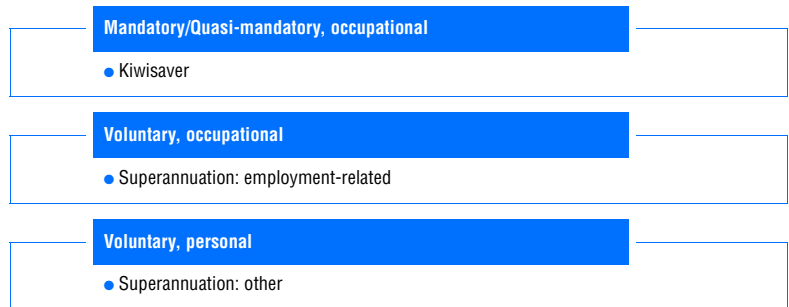 Mandatory/Quasi-mandatory, occupational
● Kiwisaver
Voluntary, occupational
● Superannuation: employment-related
Voluntary, personal
● Superannuation: other